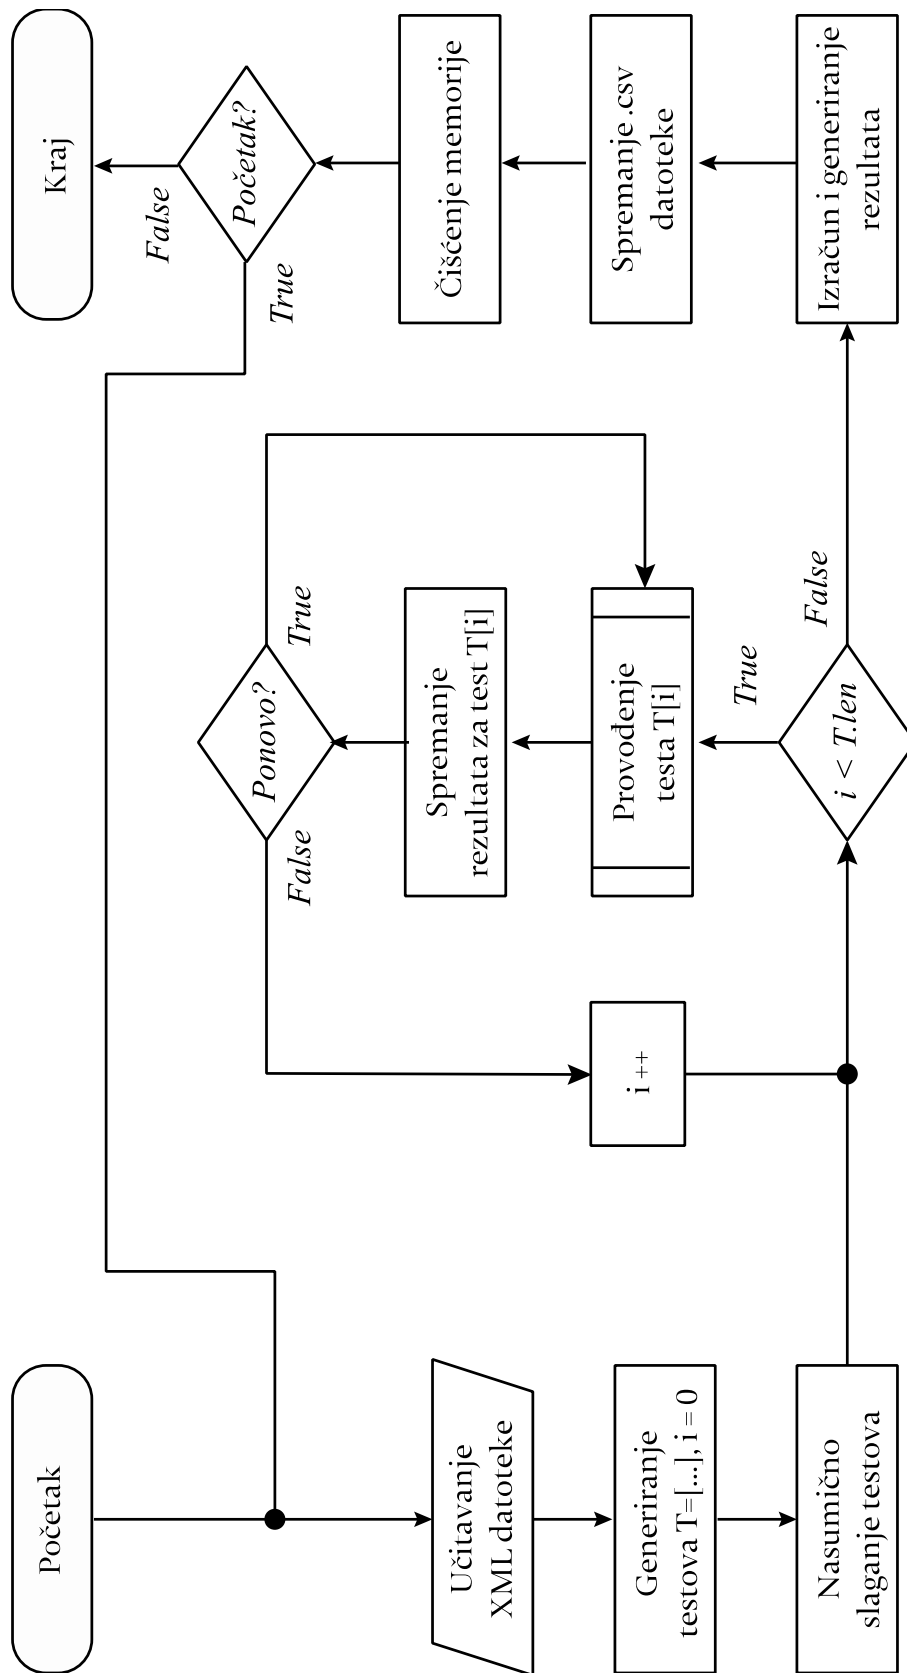 Početak
Učitavanje
XML datoteke
Generiranje
testova T=[...], i = 0
Nasumično
slaganje testova
i ++
i < T.len
True
False
Provođenje
testa T[i]
Spremanje
rezultata za test T[i]
Ponovo?
False
True
Izračun i generiranje
rezultata
Spremanje .csv
datoteke
Čišćenje memorije
Početak?
True
False
Kraj